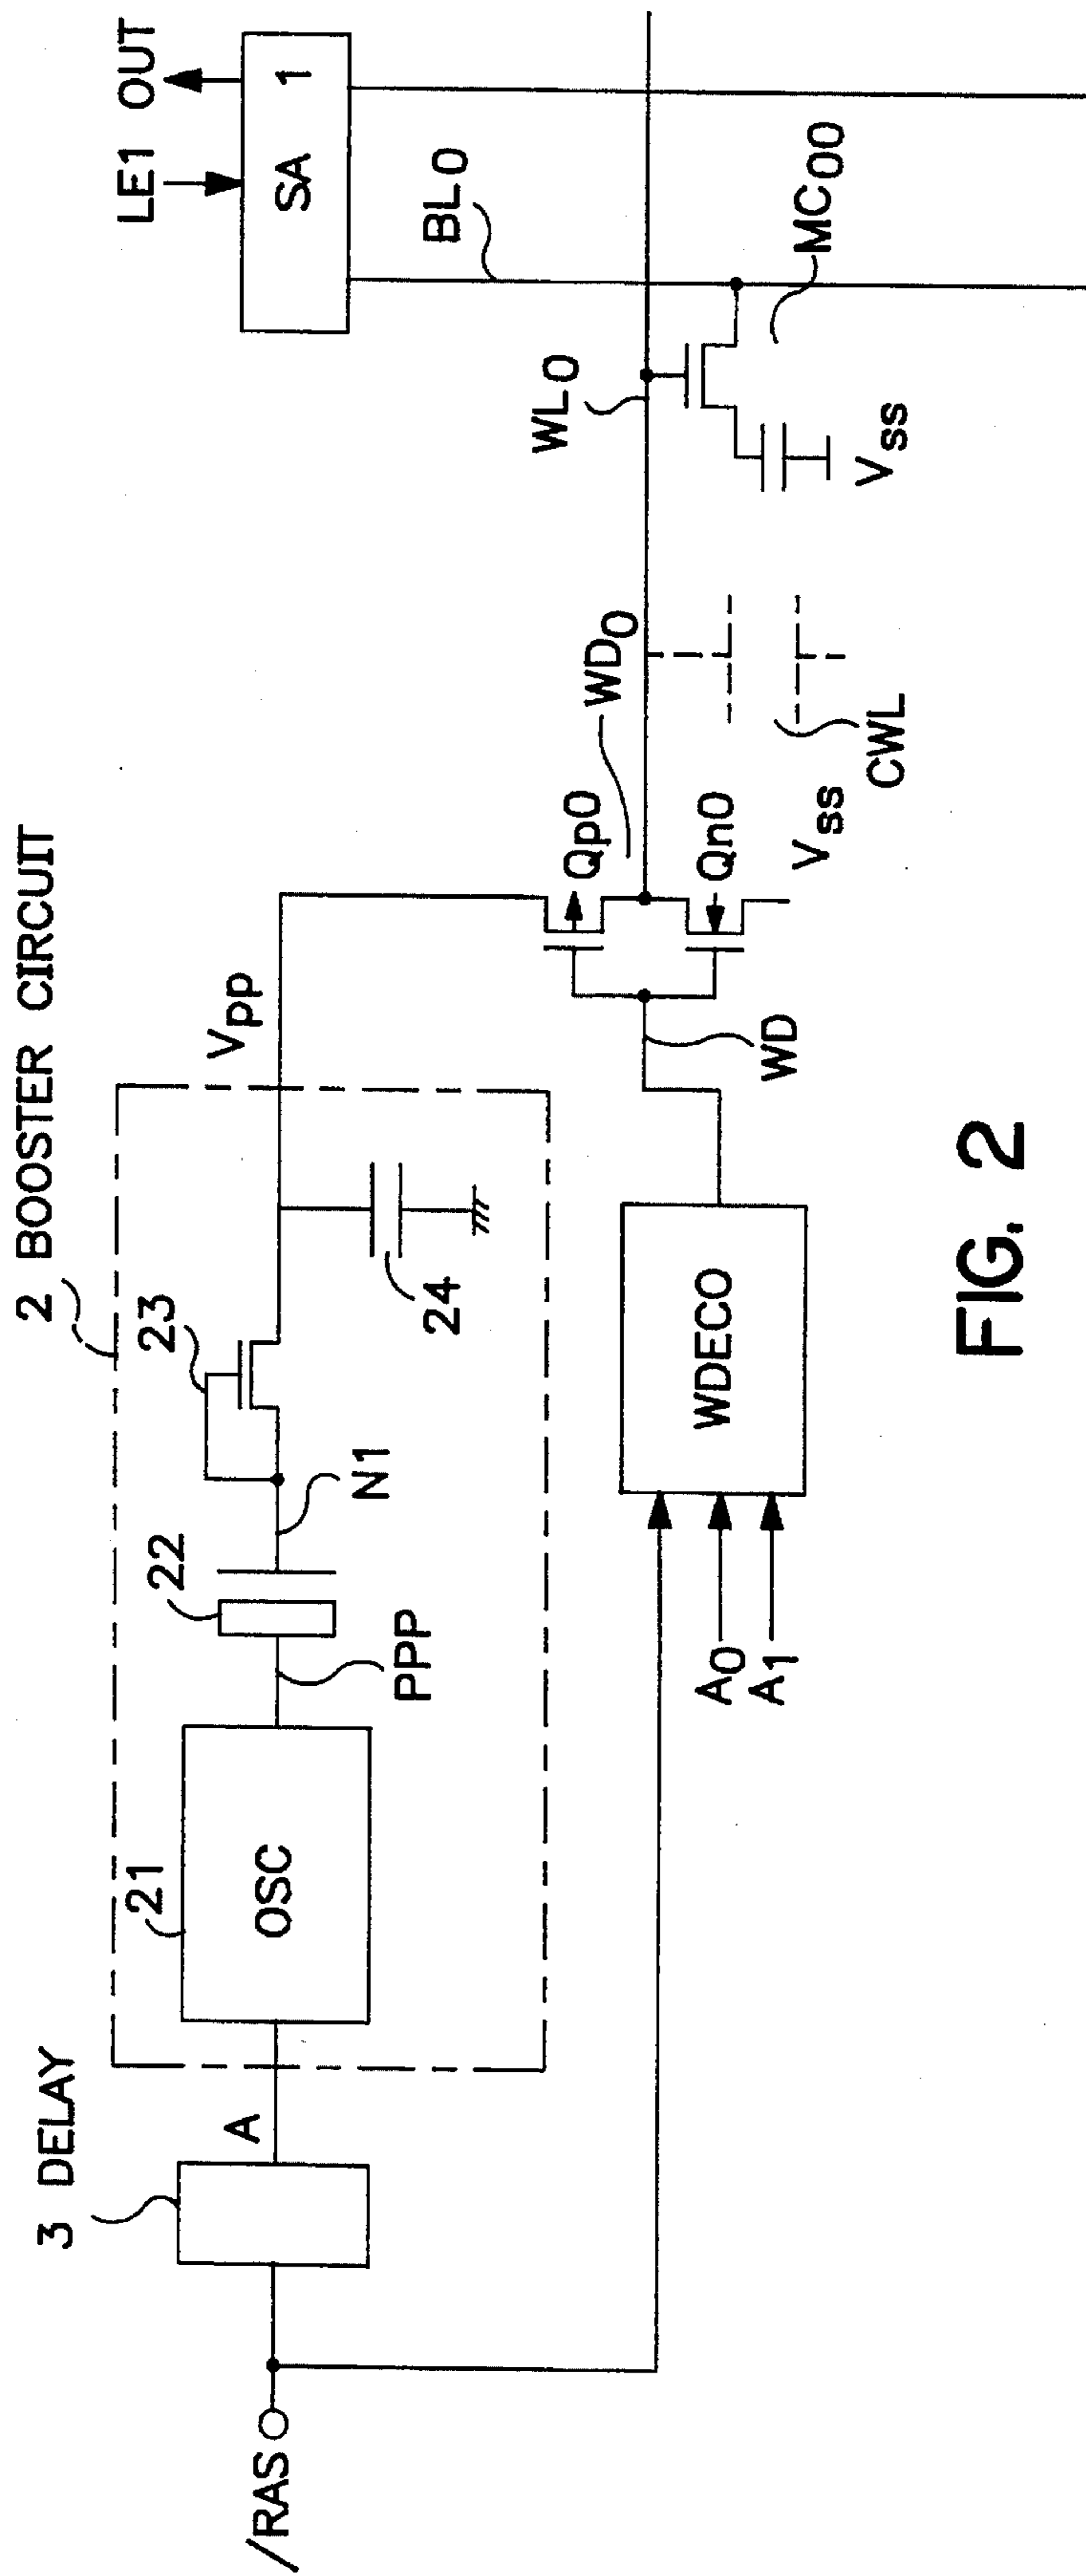 2 BOOSTER CIRCUIT
3 DELAY
A
21
OSC
22
PPP
N1
23
24
Vpp
/RAS
A0
A1
WDECO
WD
Qp0
Qn0
Vss
WD0
CWL
WL0
Vss
MC00
BL0
LE1 OUT
SA 1
FIG. 2